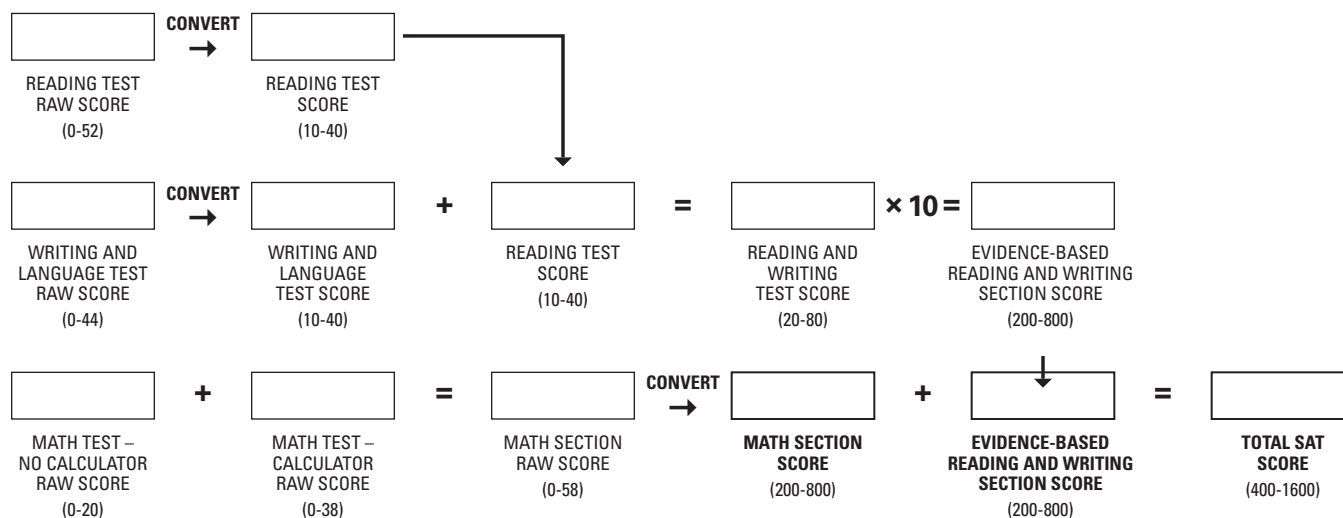 CONVERT
→
READING TEST
RAW SCORE
(0-52)
READING TEST
SCORE
(10-40)
CONVERT
→
+
=
× 10 =
WRITING AND
LANGUAGE TEST
RAW SCORE
(0-44)
WRITING AND
LANGUAGE
TEST SCORE
(10-40)
READING TEST
SCORE
(10-40)
READING AND
WRITING
TEST SCORE
(20-80)
EVIDENCE-BASED
READING AND WRITING
SECTION SCORE
(200-800)
+
=
CONVERT
→
+
=
MATH TEST –
NO CALCULATOR
RAW SCORE
(0-20)
MATH TEST –
CALCULATOR
RAW SCORE
(0-38)
MATH SECTION
RAW SCORE
(0-58)
MATH SECTION
SCORE
(200-800)
EVIDENCE-BASED
READING AND WRITING
SECTION SCORE
(200-800)
TOTAL SAT
SCORE
(400-1600)